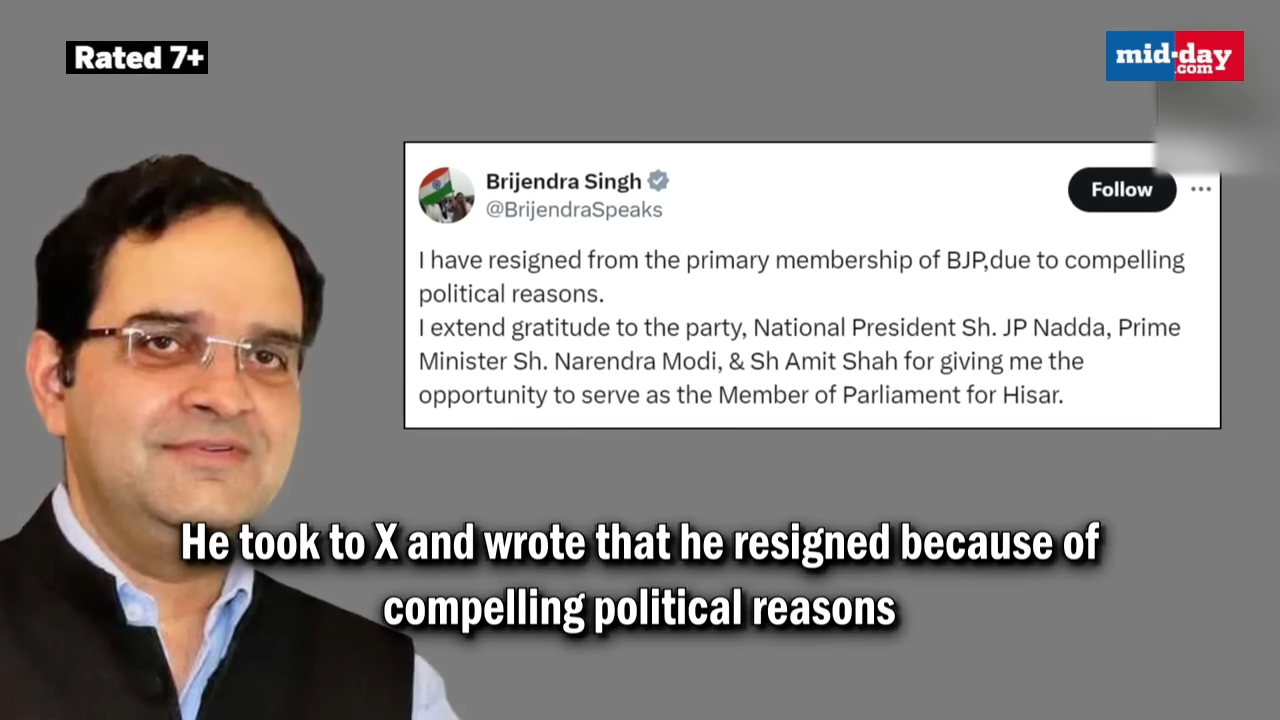 Rated 7+
mid-day
.com
Brijendra Singh
@BrijendraSpeaks
Follow
I have resigned from the primary membership of BJP,due to compelling
political reasons.
I extend gratitude to the party, National President Sh. JP Nadda, Prime
Minister Sh. Narendra Modi, & Sh Amit Shah for giving me the
opportunity to serve as the Member of Parliament for Hisar.
He took to X and wrote that he resigned because of
compelling political reasons